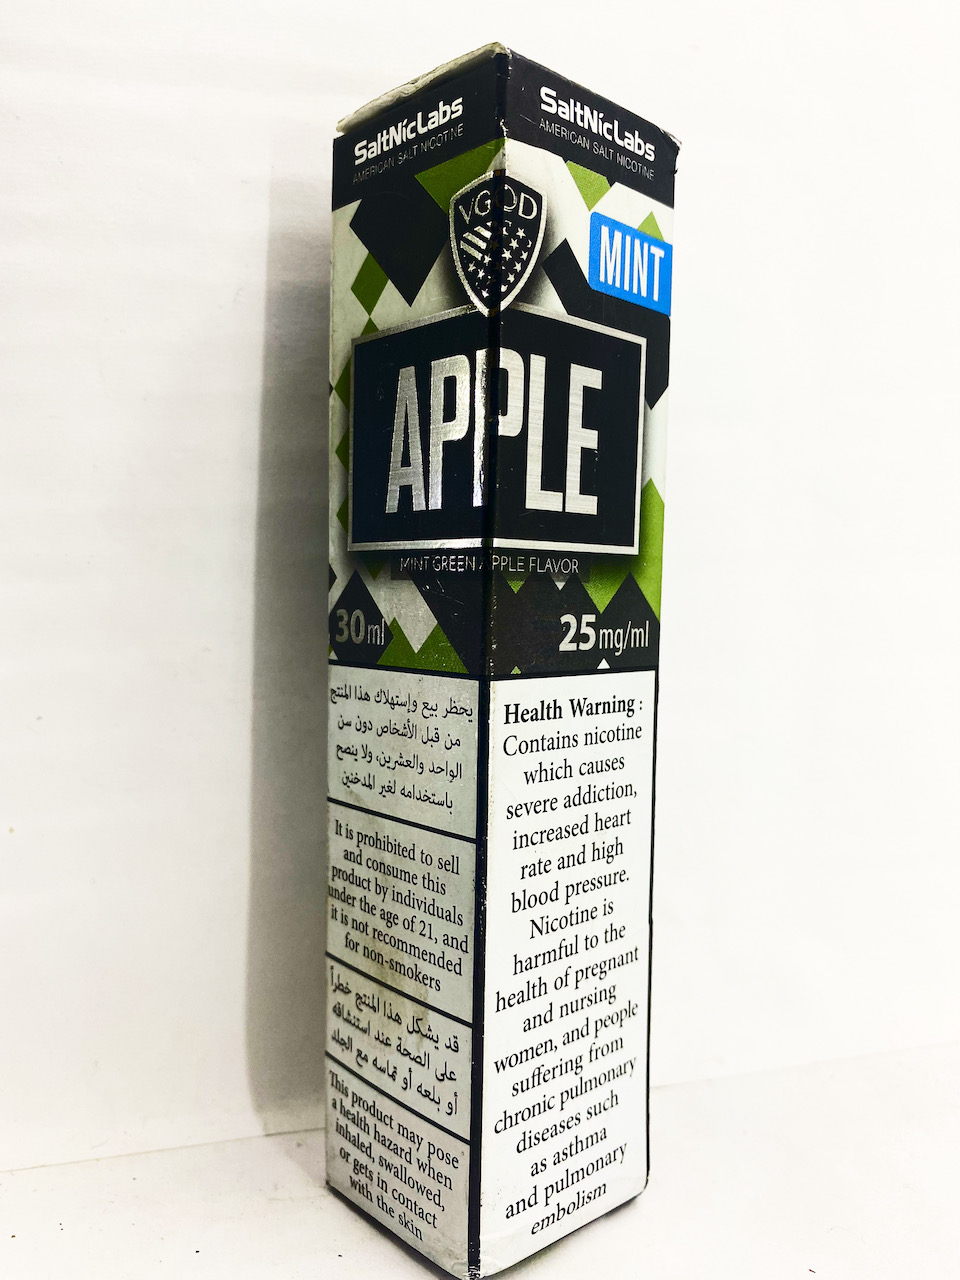 SaltNicLabs
AMERICAN SALT NICOTINE
SaltNicLabs
AMERICAN SALT NICOTINE
VGOD
MINT
APPLE
MINT GREEN APPLE FLAVOR
30ml
25mg/ml
يحظر بيع وإستهلاك هذا المنتج
من قبل الأشخاص دون سن
الواحد والعشرين، ولا ينصح
باستخدامه لغير المدخنين
It is prohibited to sell
and consume this
product by individuals
under the age of 21, and
it is not recommended
for non-smokers
قد يشكل هذا المنتج خطراً
على الصحة عند استنشاقه
أو بلعه أو تماسه مع الجلد
This product may pose
a health hazard when
inhaled, swallowed,
or gets in contact
with the skin
Health Warning :
Contains nicotine
which causes
severe addiction,
increased heart
rate and high
blood pressure.
Nicotine is
harmful to the
health of pregnant
and nursing
women, and people
suffering from
chronic pulmonary
diseases such
as asthma
and pulmonary
embolism